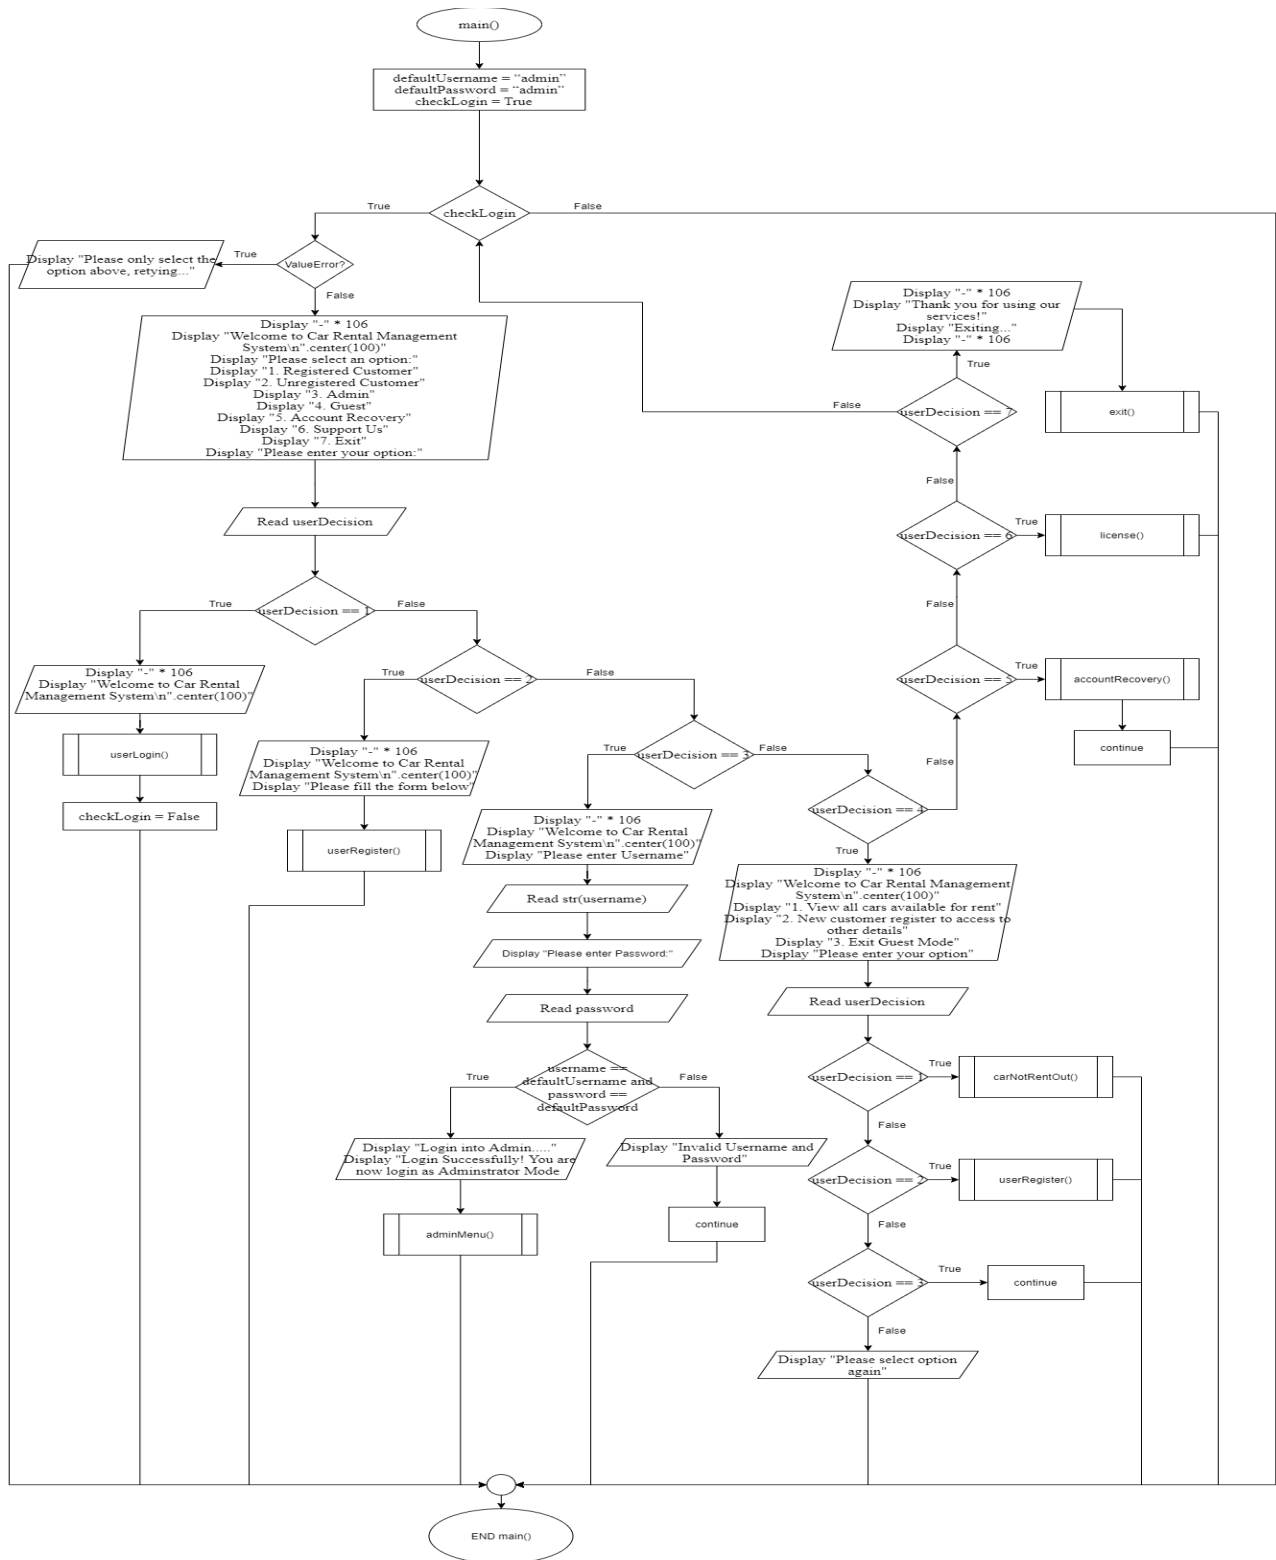 main()
defaultUsername = “admin”
defaultPassword = “admin”
checkLogin = True
checkLogin
True
False
ValueError?
True
False
Display "Please only select the
option above, retying..."
Display "-" * 106
Display "Welcome to Car Rental Management
System\n".center(100)"
Display "Please select an option:"
Display "1. Registered Customer"
Display "2. Unregistered Customer"
Display "3. Admin"
Display "4. Guest"
Display "5. Account Recovery"
Display "6. Support Us"
Display "7. Exit"
Display "Please enter your option:"
Read userDecision
userDecision == 1
True
False
Display "-" * 106
Display "Welcome to Car Rental
Management System\n".center(100)"
userLogin()
checkLogin = False
userDecision == 2
True
False
Display "-" * 106
Display "Welcome to Car Rental
Management System\n".center(100)"
Display "Please fill the form below"
userRegister()
userDecision == 3
True
False
Display "-" * 106
Display "Welcome to Car Rental
Management System\n".center(100)"
Display "Please enter Username"
Read str(username)
Display "Please enter Password:"
Read password
username ==
defaultUsername and
password ==
defaultPassword
True
False
Display "Login into Admin....."
Display "Login Successfully! You are
now login as Adminstrator Mode
adminMenu()
Display "Invalid Username and
Password"
continue
userDecision == 4
True
False
Display "-" * 106
Display "Welcome to Car Rental Management
System\n".center(100)"
Display "1. View all cars available for rent"
Display "2. New customer register to access to
other details"
Display "3. Exit Guest Mode"
Display "Please enter your option"
Read userDecision
userDecision == 1
True
carNotRentOut()
False
userDecision == 2
True
userRegister()
False
userDecision == 3
True
continue
False
Display "Please select option
again"
userDecision == 5
True
accountRecovery()
continue
False
userDecision == 6
True
license()
False
userDecision == 7
False
True
Display "-" * 106
Display "Thank you for using our
services!"
Display "Exiting..."
Display "-" * 106
exit()
END main()